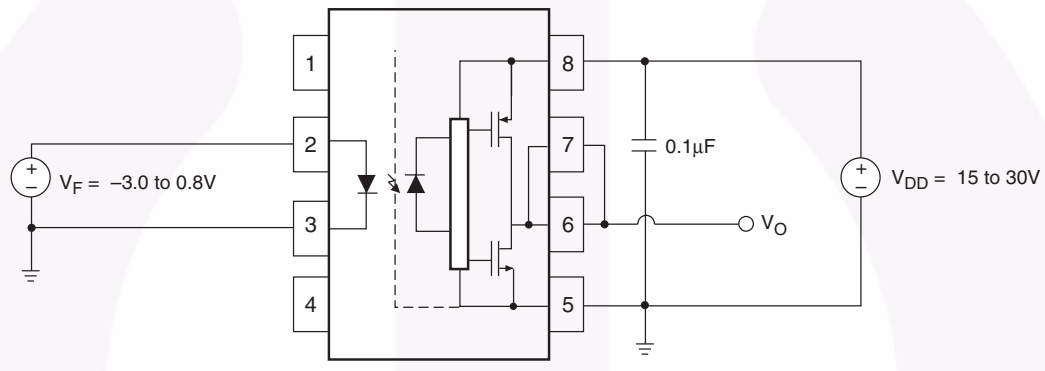 1
8
2
7
0.1μF
V_F = –3.0 to 0.8V
V_DD = 15 to 30V
3
6
V_O
4
5